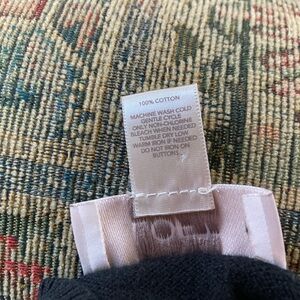 100% COTTON
MACHINE WASH COLD
GENTLE CYCLE
ONLY NON-CHLORINE
BLEACH WHEN NEEDED
TUMBLE DRY LOW
WARM IRON IF NEEDED
DO NOT IRON ON
BUTTONS